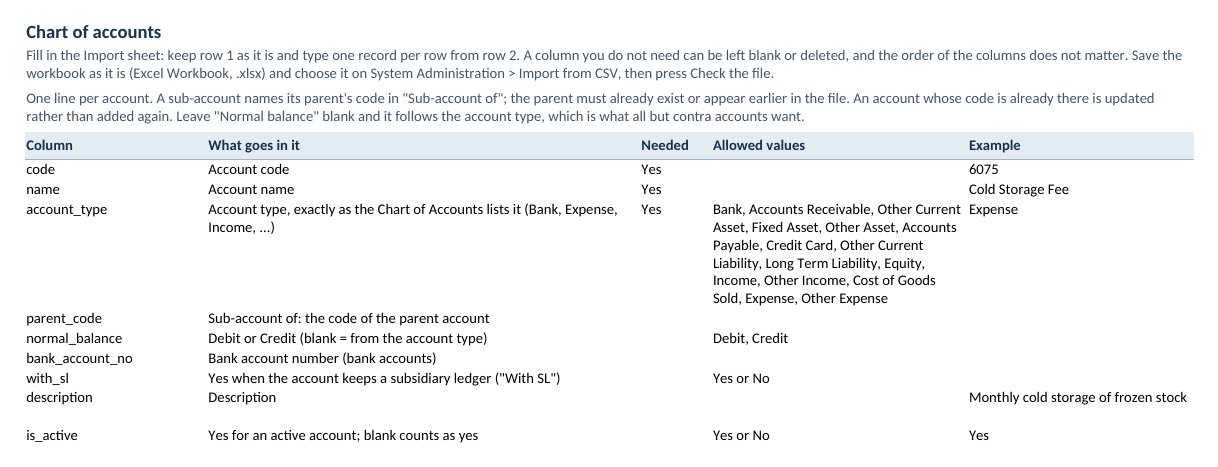 Chart of accounts
Fill in the Import sheet: keep row 1 as it is and type one record per row from row 2. A column you do not need can be left blank or deleted, and the order of the columns does not matter. Save the
workbook as it is (Excel Workbook, .xlsx) and choose it on System Administration > Import from CSV, then press Check the file.
One line per account. A sub-account names its parent's code in "Sub-account of"; the parent must already exist or appear earlier in the file. An account whose code is already there is updated
rather than added again. Leave "Normal balance" blank and it follows the account type, which is what all but contra accounts want.
Column What goes in it Needed Allowed values Example
code Account code Yes 6075
name Account name Yes Cold Storage Fee
account_type Account type, exactly as the Chart of Accounts lists it (Bank, Expense, Yes Bank, Accounts Receivable, Other Current Expense
Income, ...) Asset, Fixed Asset, Other Asset, Accounts
Payable, Credit Card, Other Current
Liability, Long Term Liability, Equity,
Income, Other Income, Cost of Goods
Sold, Expense, Other Expense
parent_code Sub-account of: the code of the parent account
normal_balance Debit or Credit (blank = from the account type) Debit, Credit
bank_account_no Bank account number (bank accounts)
with_sl Yes when the account keeps a subsidiary ledger ("With SL") Yes or No
description Description Monthly cold storage of frozen stock
is_active Yes for an active account; blank counts as yes Yes or No Yes